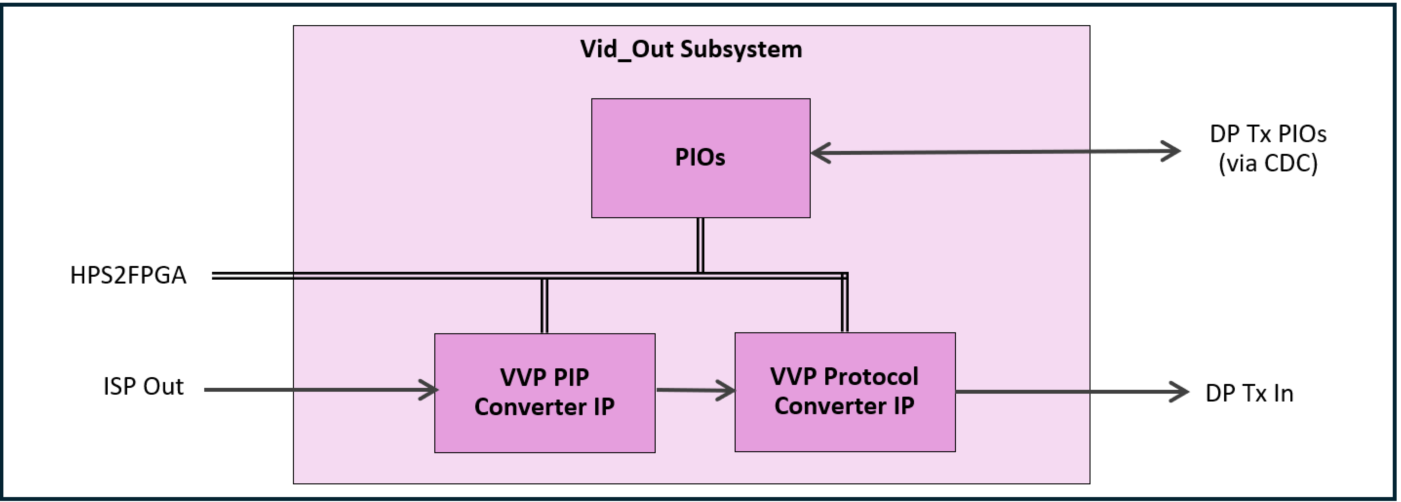 Vid_Out Subsystem
PIOs
DP Tx PIOs
(via CDC)
HPS2FPGA
ISP Out
VVP PIP
Converter IP
VVP Protocol
Converter IP
DP Tx In